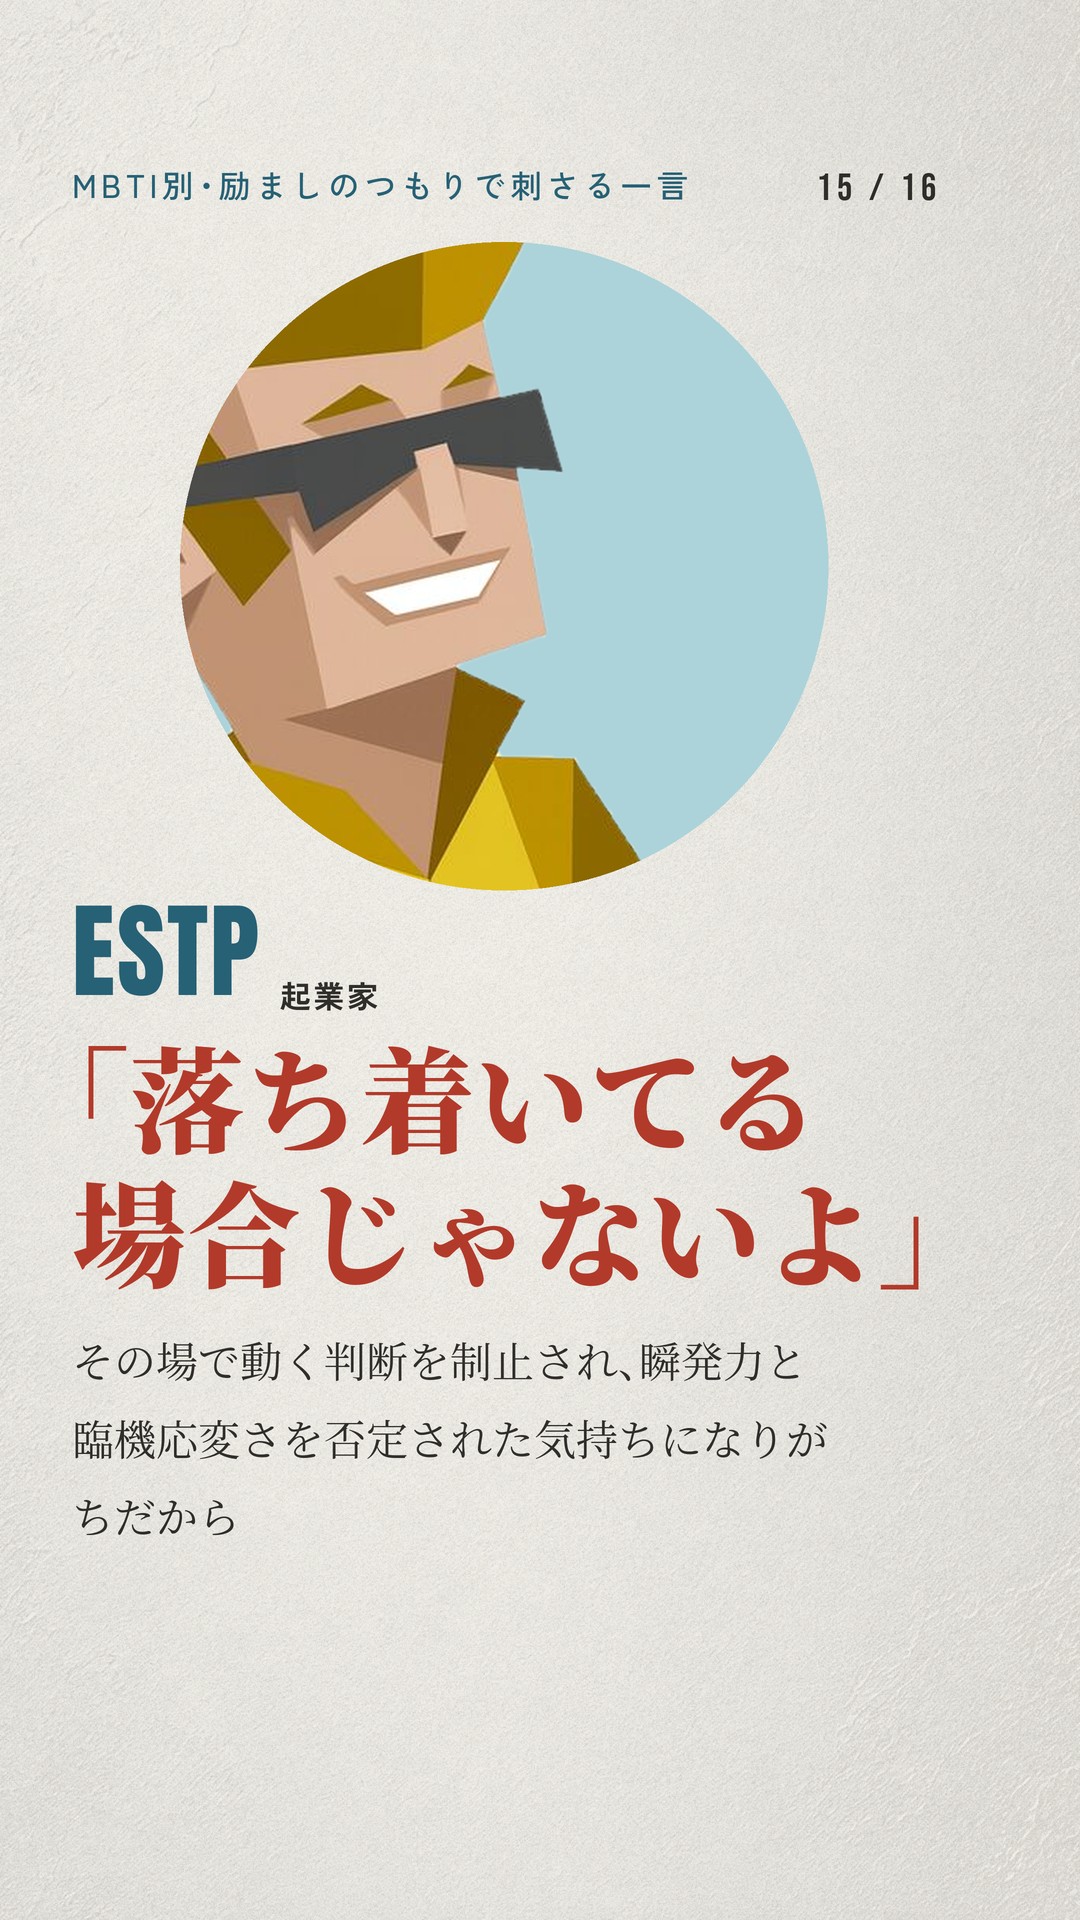 MBTI別・励ましのつもりで刺さる一言
15 / 16
ESTP
起業家
「落ち着いてる
場合じゃないよ」
その場で動く判断を制止され、瞬発力と
臨機応変さを否定された気持ちになりが
ちだから